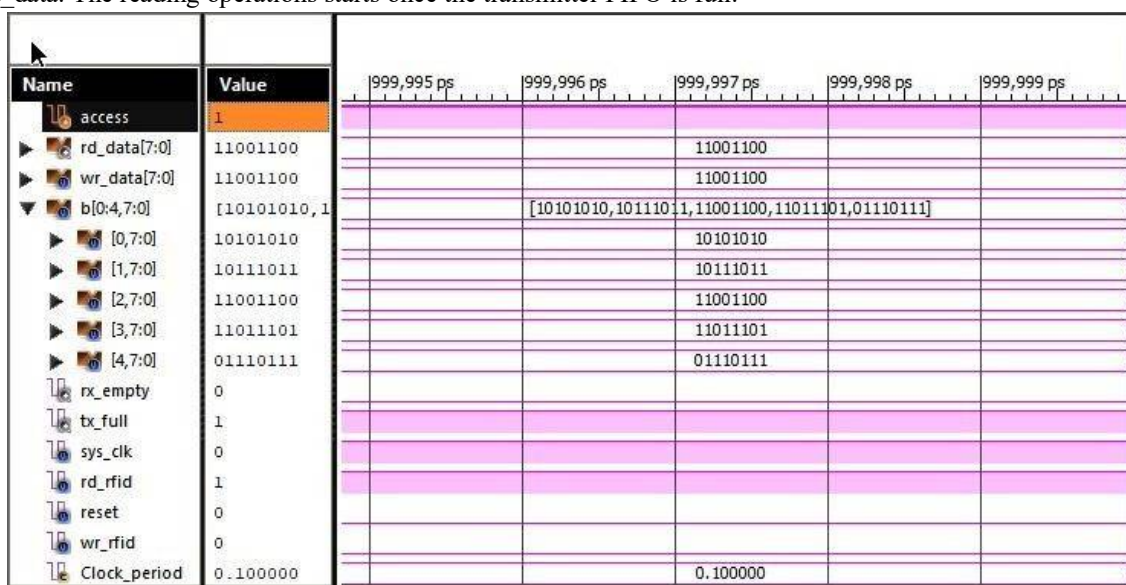 _data. The reading operations starts once the transmitter FIFO is full.
Name Value 999,995 ps 999,996 ps 999,997 ps 999,998 ps 999,999 ps
access 1
rd_data[7:0] 11001100 11001100
wr_data[7:0] 11001100 11001100
b[0:4,7:0] [10101010,1 [10101010,10111011,11001100,11011101,01110111]
[0,7:0] 10101010 10101010
[1,7:0] 10111011 10111011
[2,7:0] 11001100 11001100
[3,7:0] 11011101 11011101
[4,7:0] 01110111 01110111
rx_empty 0
tx_full 1
sys_clk 0
rd_rfid 1
reset 0
wr_rfid 0
Clock_period 0.100000 0.100000